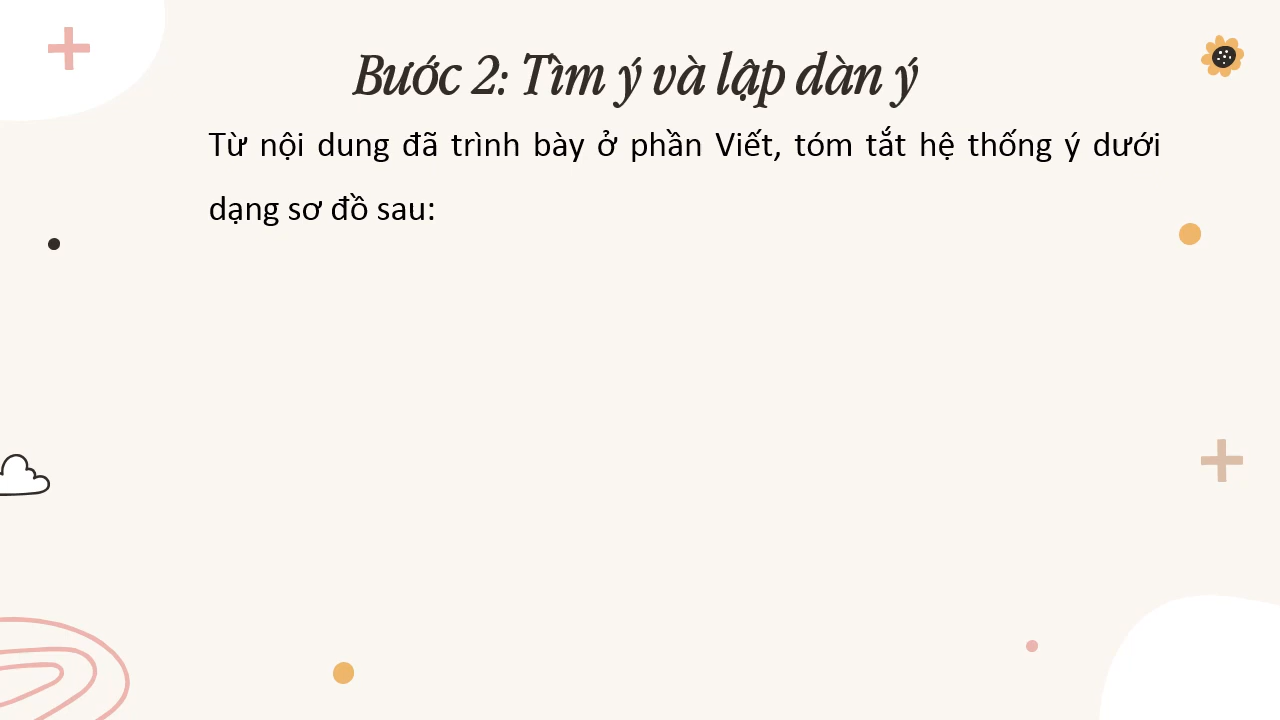 Bước 2: Tìm ý và lập dàn ý
Từ nội dung đã trình bày ở phần Viết, tóm tắt hệ thống ý dưới
dạng sơ đồ sau: